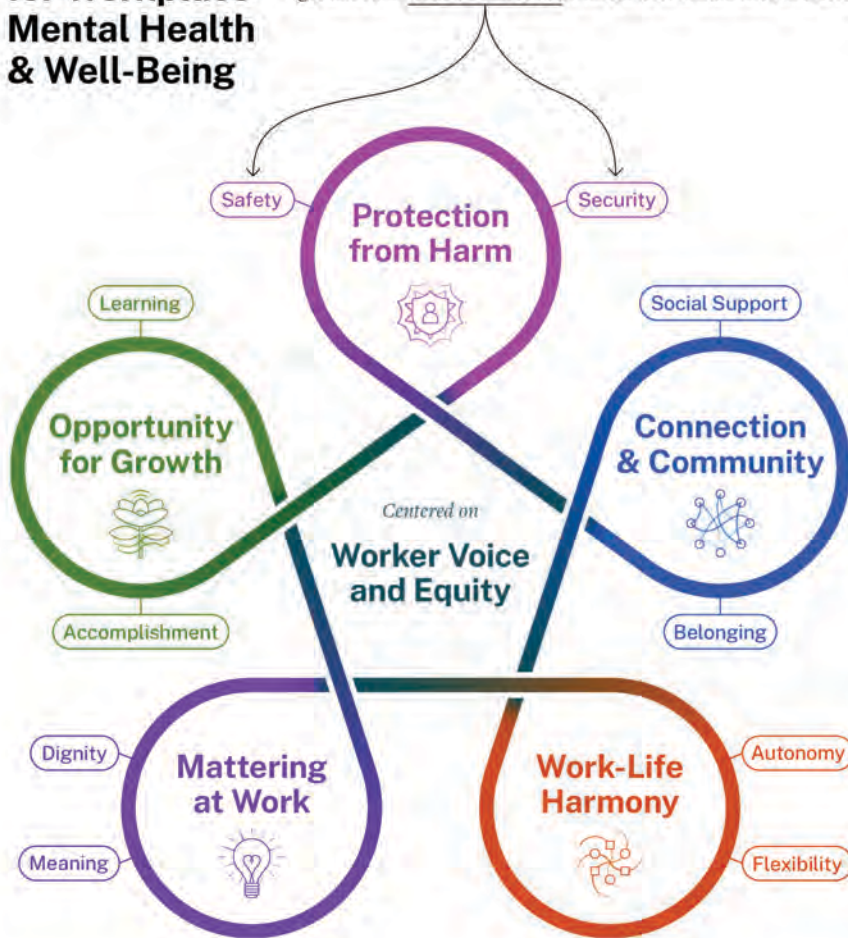 Mental Health
& Well-Being
Safety
Security
Protection
from Harm
Learning
Social Support
Opportunity
for Growth
Connection
& Community
Centered on
Worker Voice
and Equity
Accomplishment
Belonging
Dignity
Autonomy
Mattering
at Work
Work-Life
Harmony
Meaning
Flexibility